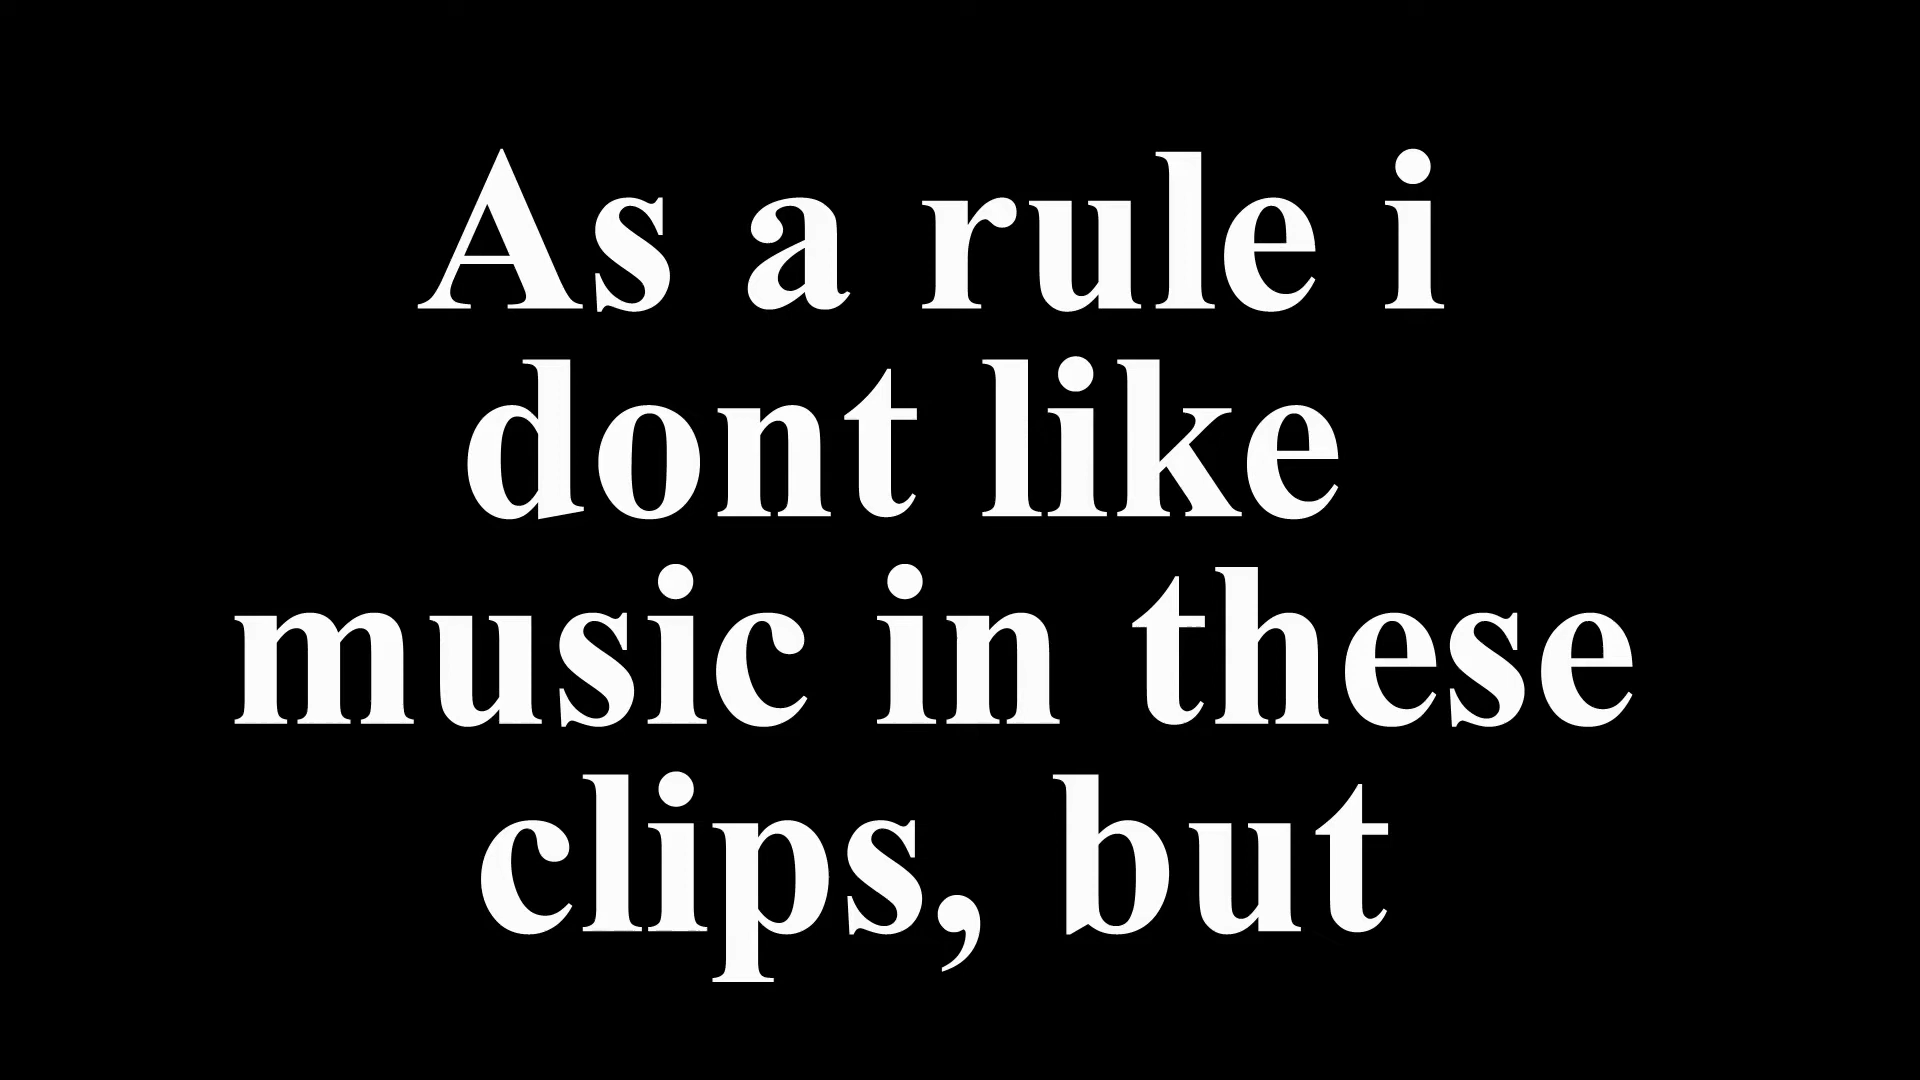 As a rule i
dont like
music in these
clips, but